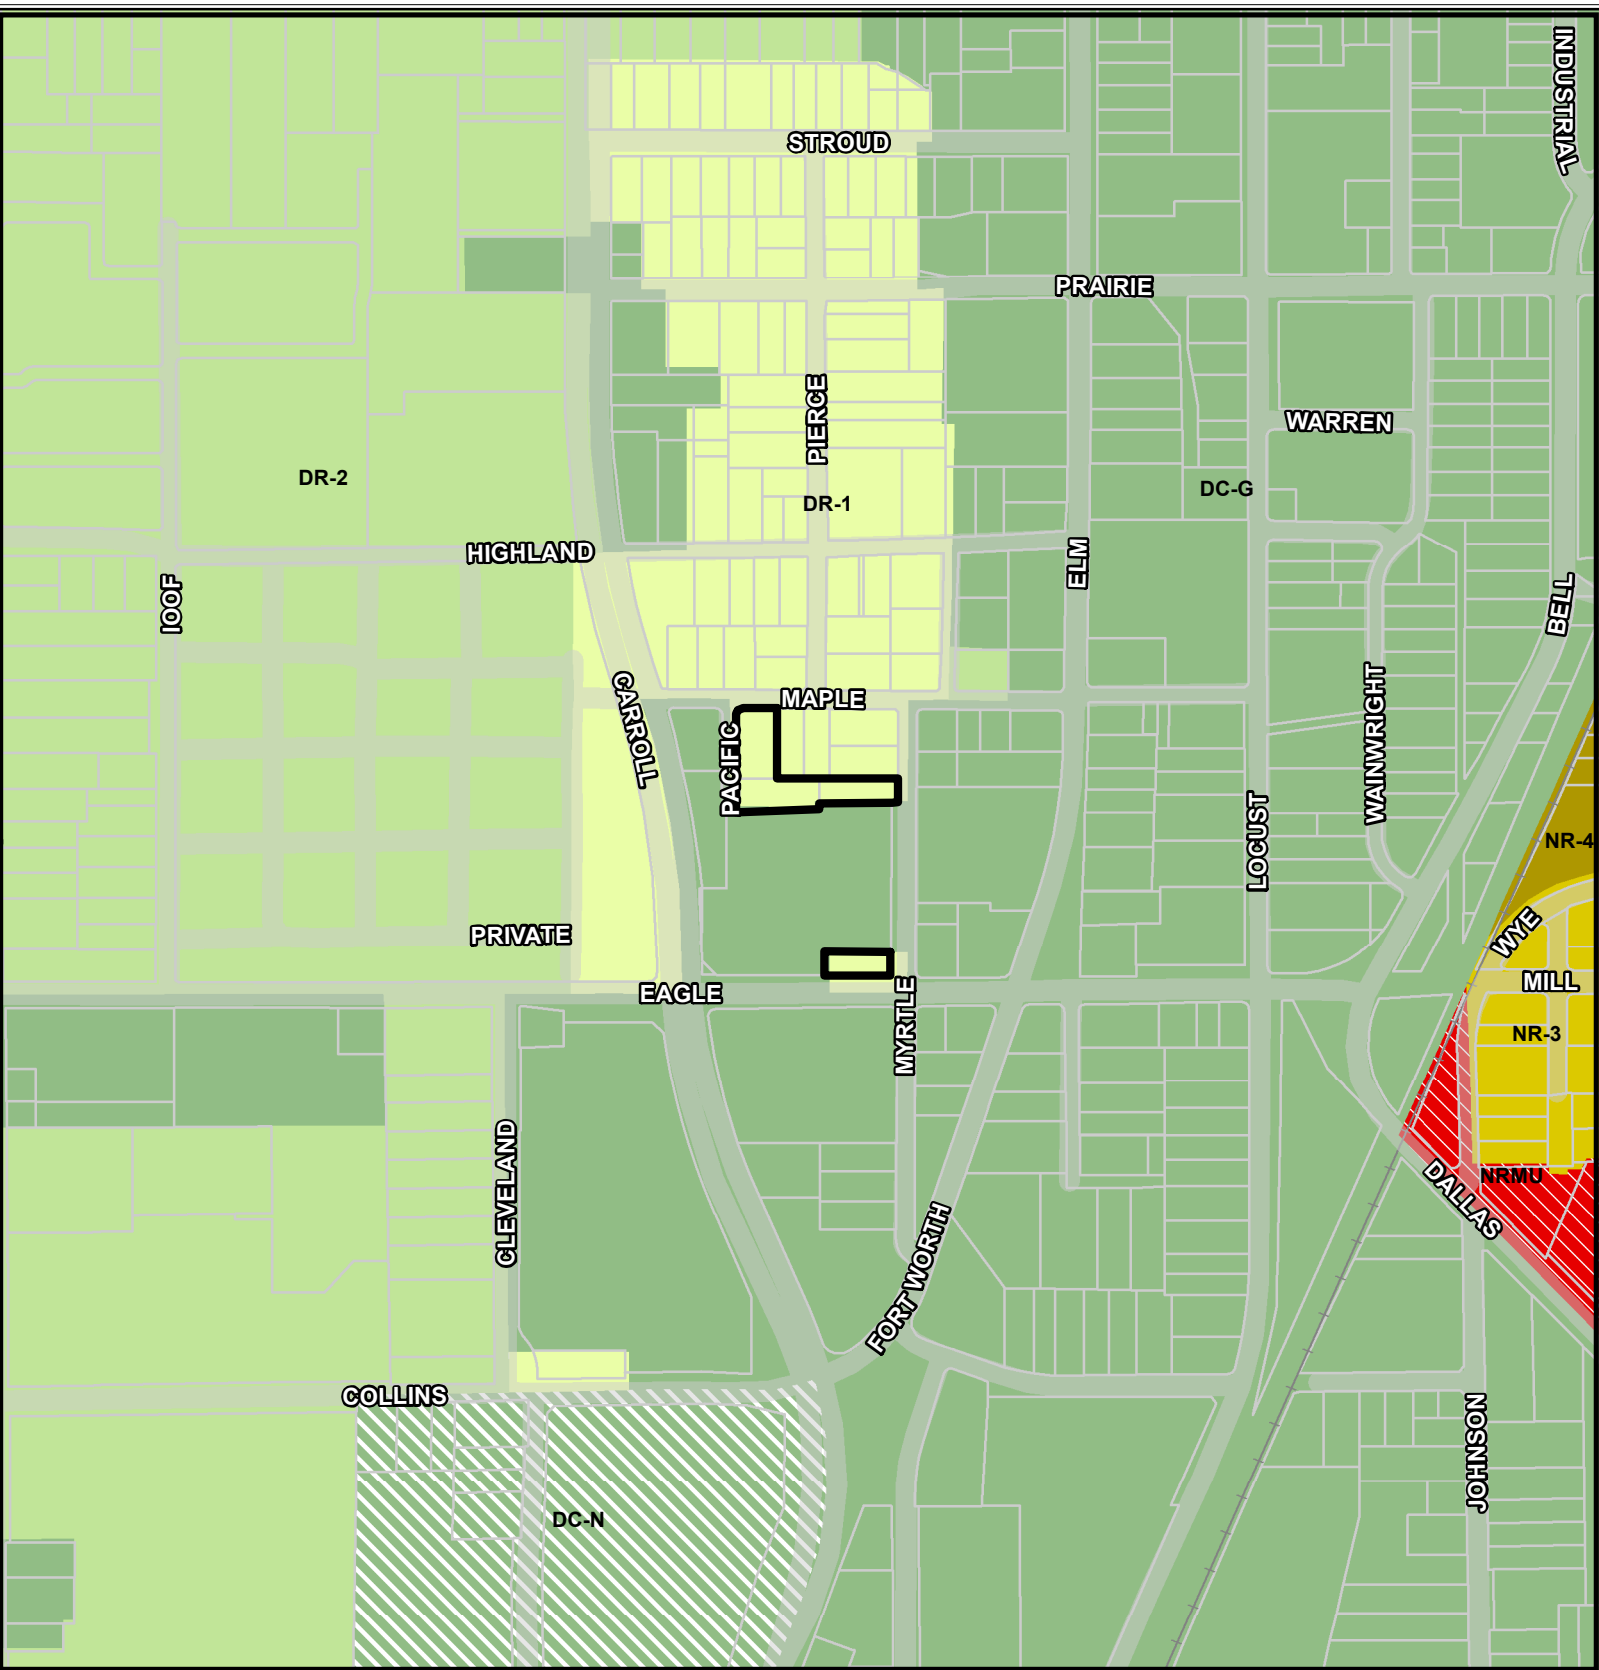 INDUSTRIAL
STROUD
PRAIRIE
PIERCE
WARREN
DR-2
DR-1
DC-G
HIGHLAND
ELM
IOOF
BELL
CARROLL
MAPLE
PACIFIC
WAINWRIGHT
LOCUST
NR-4
PRIVATE
WYE
EAGLE
MYRTLE
MILL
NR-3
CLEVELAND
DALLAS
NRMU
FORT WORTH
COLLINS
JOHNSON
DC-N